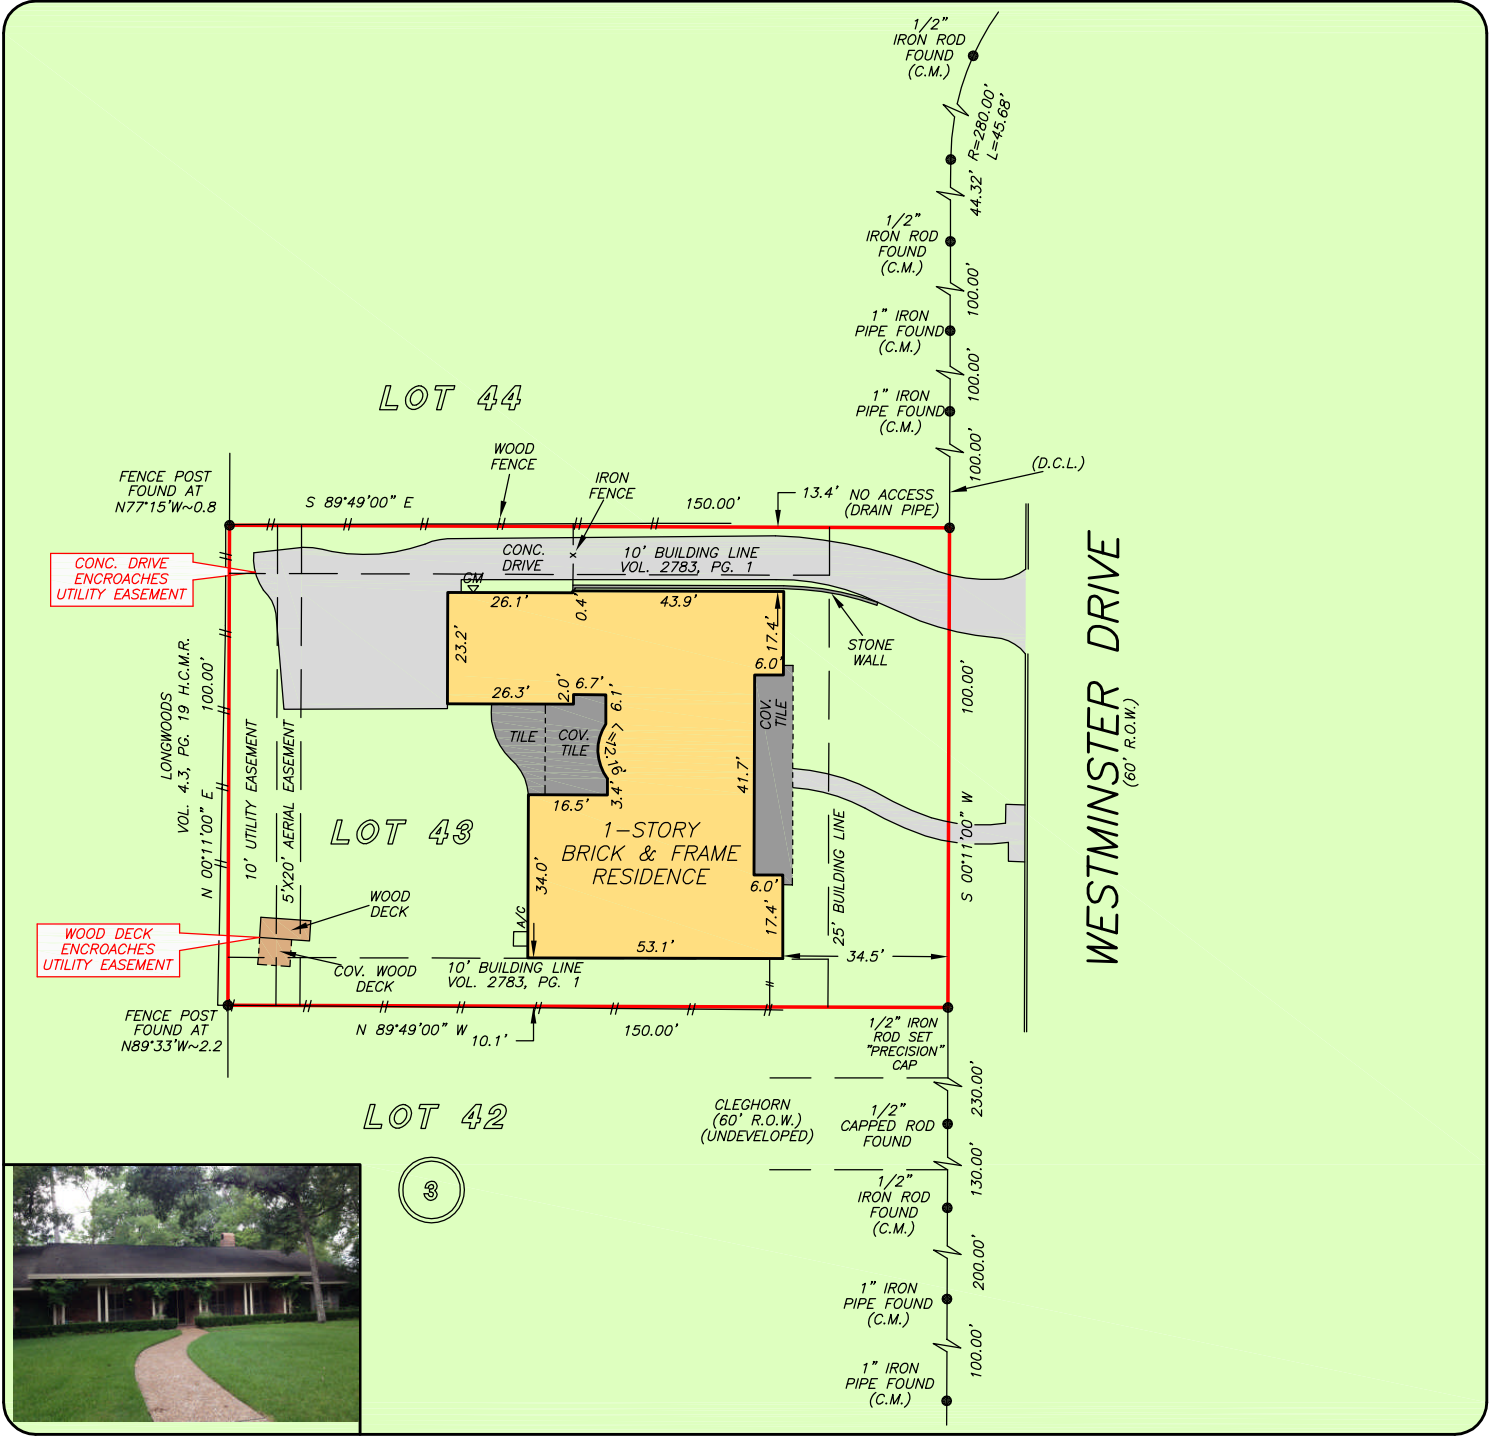 1/2"
IRON ROD
FOUND
(C.M.)
R=280.00'
L=45.68'
44.32'
1/2"
IRON ROD
FOUND
(C.M.)
100.00'
1" IRON
PIPE FOUND
(C.M.)
100.00'
1" IRON
PIPE FOUND
(C.M.)
100.00'
(D.C.L.)
LOT 44
WOOD
FENCE
IRON
FENCE
FENCE POST
FOUND AT
N77°15'W~0.8
S 89°49'00" E
150.00'
13.4'
NO ACCESS
(DRAIN PIPE)
CONC. DRIVE
ENCROACHES
UTILITY EASEMENT
CONC.
DRIVE
10' BUILDING LINE
VOL. 2783, PG. 1
GM
26.1'
0.4'
43.9'
17.4'
23.2'
STONE
WALL
6.0'
26.3'
2.0'
6.7'
6.1'
L=12.19'
3.4'
TILE
COV.
TILE
COV.
TILE
41.7'
16.5'
LONGWOODS
VOL. 4.3, PG. 19 H.C.M.R.
N 00°11'00" E
100.00'
10' UTILITY EASEMENT
5'X20' AERIAL EASEMENT
LOT 43
1-STORY
BRICK & FRAME
RESIDENCE
34.0'
A/C
6.0'
17.4'
53.1'
25' BUILDING LINE
34.5'
S 00°11'00" W
100.00'
WESTMINSTER DRIVE
(60' R.O.W.)
WOOD
DECK
WOOD DECK
ENCROACHES
UTILITY EASEMENT
COV. WOOD
DECK
10' BUILDING LINE
VOL. 2783, PG. 1
FENCE POST
FOUND AT
N89°33'W~2.2
N 89°49'00" W
10.1'
150.00'
1/2" IRON
ROD SET
"PRECISION"
CAP
LOT 42
3
CLEGHORN
(60' R.O.W.)
(UNDEVELOPED)
230.00'
1/2"
CAPPED ROD
FOUND
130.00'
1/2"
IRON ROD
FOUND
(C.M.)
200.00'
1" IRON
PIPE FOUND
(C.M.)
100.00'
1" IRON
PIPE FOUND
(C.M.)